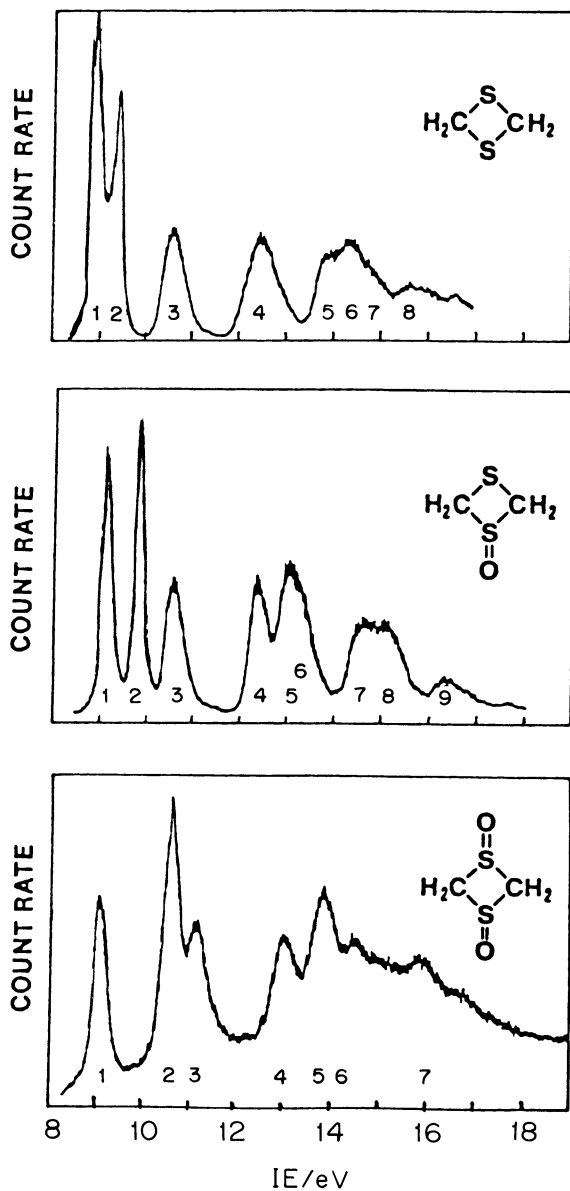 COUNT RATE
S
H₂C CH₂
S
1 2 3 4 5 6 7 8
COUNT RATE
S
H₂C CH₂
S
O
6
1 2 3 4 5 7 8 9
COUNT RATE
O
S
H₂C CH₂
S
O
1 2 3 4 5 6 7
8 10 12 14 16 18
IE/eV